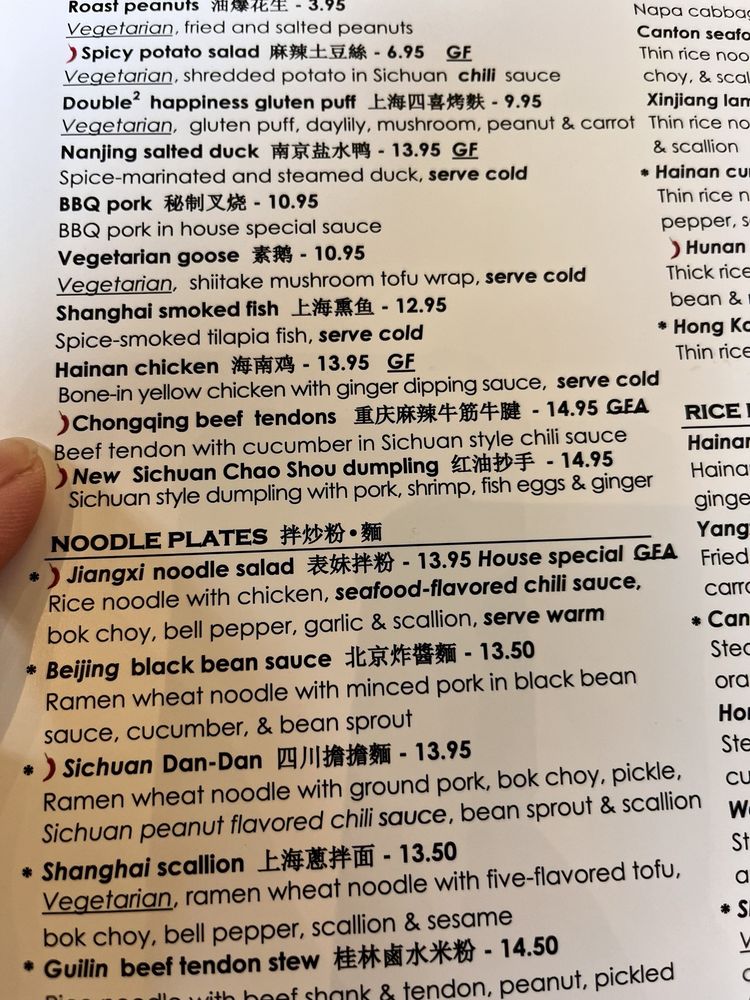 Roast peanuts 油爆花生 - 3.95
Vegetarian, fried and salted peanuts
Spicy potato salad 麻辣土豆絲 - 6.95 GF
Vegetarian, shredded potato in Sichuan chili sauce
Double² happiness gluten puff 上海四喜烤麩 - 9.95
Vegetarian, gluten puff, daylily, mushroom, peanut & carrot
Nanjing salted duck 南京盐水鸭 - 13.95 GF
Spice-marinated and steamed duck, serve cold
BBQ pork 秘制叉烧 - 10.95
BBQ pork in house special sauce
Vegetarian goose 素鹅 - 10.95
Vegetarian, shiitake mushroom tofu wrap, serve cold
Shanghai smoked fish 上海熏鱼 - 12.95
Spice-smoked tilapia fish, serve cold
Hainan chicken 海南鸡 - 13.95 GF
Bone-in yellow chicken with ginger dipping sauce, serve cold
Chongqing beef tendons 重庆麻辣牛筋牛腱 - 14.95 GFA
Beef tendon with cucumber in Sichuan style chili sauce
New Sichuan Chao Shou dumpling 红油抄手 - 14.95
Sichuan style dumpling with pork, shrimp, fish eggs & ginger
NOODLE PLATES 拌炒粉•麵
* Jiangxi noodle salad 表妹拌粉 - 13.95 House special GFA
Rice noodle with chicken, seafood-flavored chili sauce,
bok choy, bell pepper, garlic & scallion, serve warm
* Beijing black bean sauce 北京炸醬麵 - 13.50
Ramen wheat noodle with minced pork in black bean
sauce, cucumber, & bean sprout
* Sichuan Dan-Dan 四川擔擔麵 - 13.95
Ramen wheat noodle with ground pork, bok choy, pickle,
Sichuan peanut flavored chili sauce, bean sprout & scallion
* Shanghai scallion 上海蔥拌面 - 13.50
Vegetarian, ramen wheat noodle with five-flavored tofu,
bok choy, bell pepper, scallion & sesame
* Guilin beef tendon stew 桂林鹵水米粉 - 14.50
Rice noodle with beef shank & tendon, peanut, pickled
Napa cabbag
Canton seafo
Thin rice noo
choy, & scal
Xinjiang lam
Thin rice no
& scallion
* Hainan cu
Thin rice n
pepper, s
Hunan
Thick rice
bean &
* Hong Ko
Thin rice
RICE
Hainar
Haina
ginge
Yang
Fried
carro
* Can
Stea
ora
Hor
Ste
cu
W
St
a
* S
V